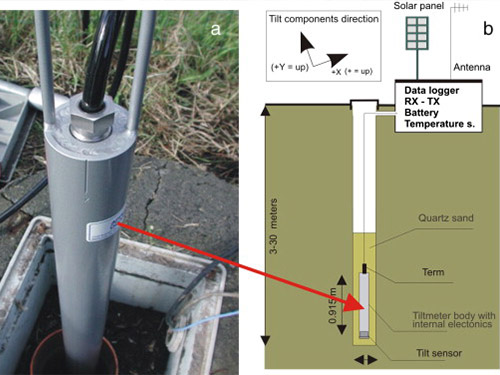 a
b
Tilt components direction
(+Y = up)
+X (+ = up)
Solar panel
Antenna
Data logger
RX - TX
Battery
Temperature s.
3-30 meters
Quartz sand
Term
0.915 m
Tiltmeter body with
internal electonics
Tilt sensor